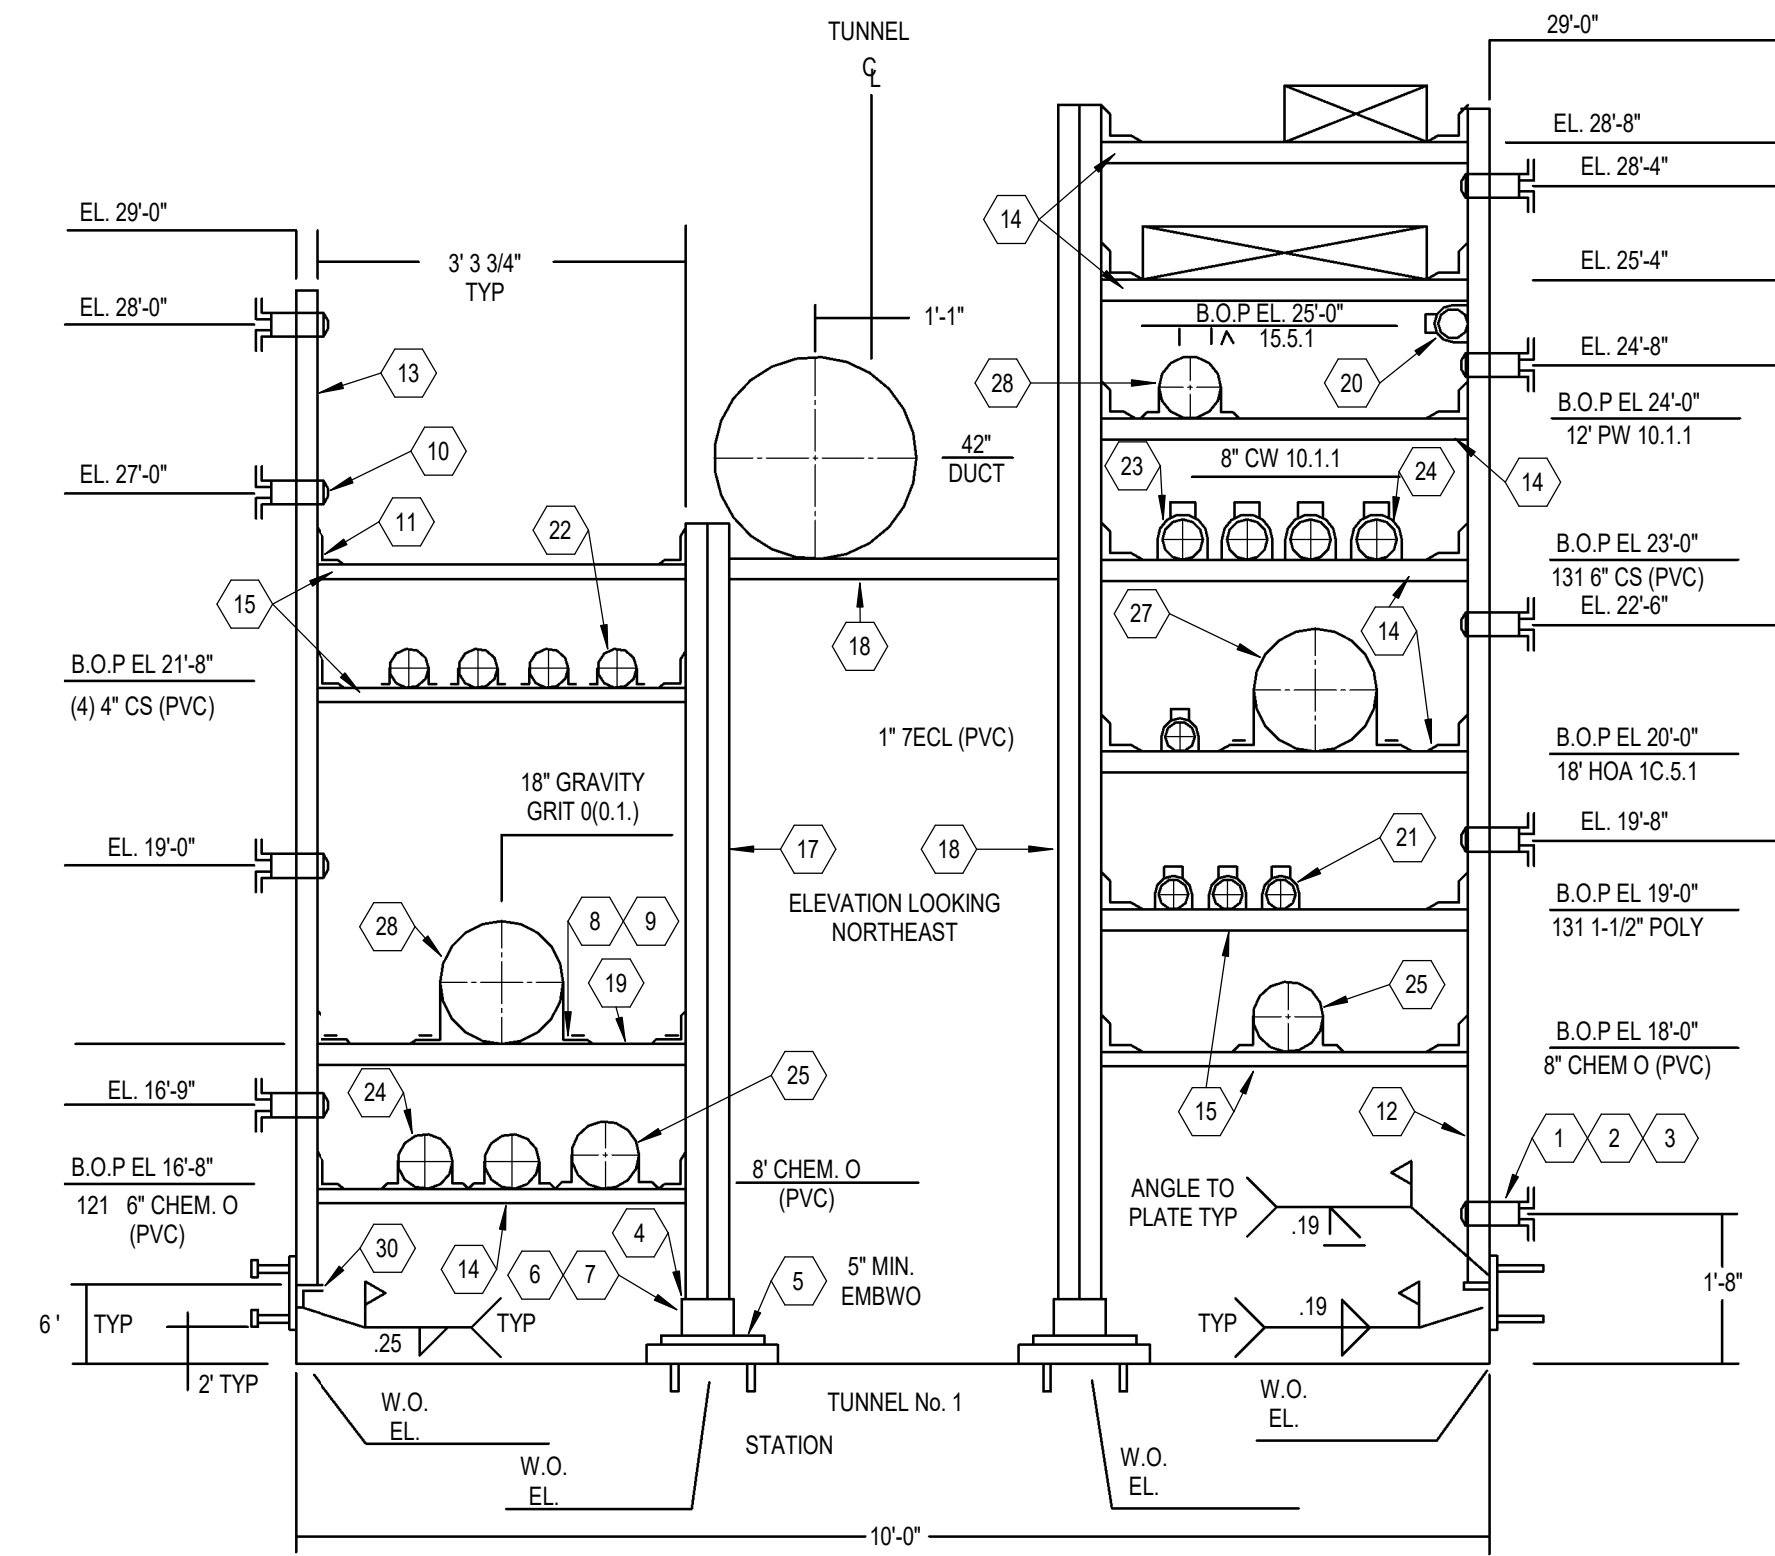 TUNNEL
CL
29'-0"
EL. 28'-8"
EL. 28'-4"
EL. 29'-0"
14
3' 3 3/4"
TYP
EL. 25'-4"
EL. 28'-0"
1'-1"
B.O.P EL. 25'-0"
15.5.1
EL. 24'-8"
13
28
20
B.O.P EL 24'-0"
12' PW 10.1.1
10
42"
DUCT
23
8" CW 10.1.1
24
14
EL. 27'-0"
11
22
B.O.P EL 23'-0"
131 6" CS (PVC)
EL. 22'-6"
15
18
27
14
B.O.P EL 21'-8"
(4) 4" CS (PVC)
1" 7ECL (PVC)
B.O.P EL 20'-0"
18' HOA 1C.5.1
18" GRAVITY
GRIT 0(0.1.)
EL. 19'-8"
EL. 19'-0"
17
18
21
ELEVATION LOOKING
NORTHEAST
B.O.P EL 19'-0"
131 1-1/2" POLY
28
8
9
19
25
B.O.P EL 18'-0"
8" CHEM O (PVC)
EL. 16'-9"
24
25
15
12
1
2
3
B.O.P EL 16'-8"
121 6" CHEM. O
(PVC)
8' CHEM. O
(PVC)
ANGLE TO
PLATE TYP
.19
30
14
4
6
7
5
5" MIN.
EMBWO
1'-8"
6 '
TYP
.25
TYP
TYP
.19
2' TYP
W.O.
EL.
TUNNEL No. 1
W.O.
EL.
STATION
W.O.
EL.
W.O.
EL.
10'-0"